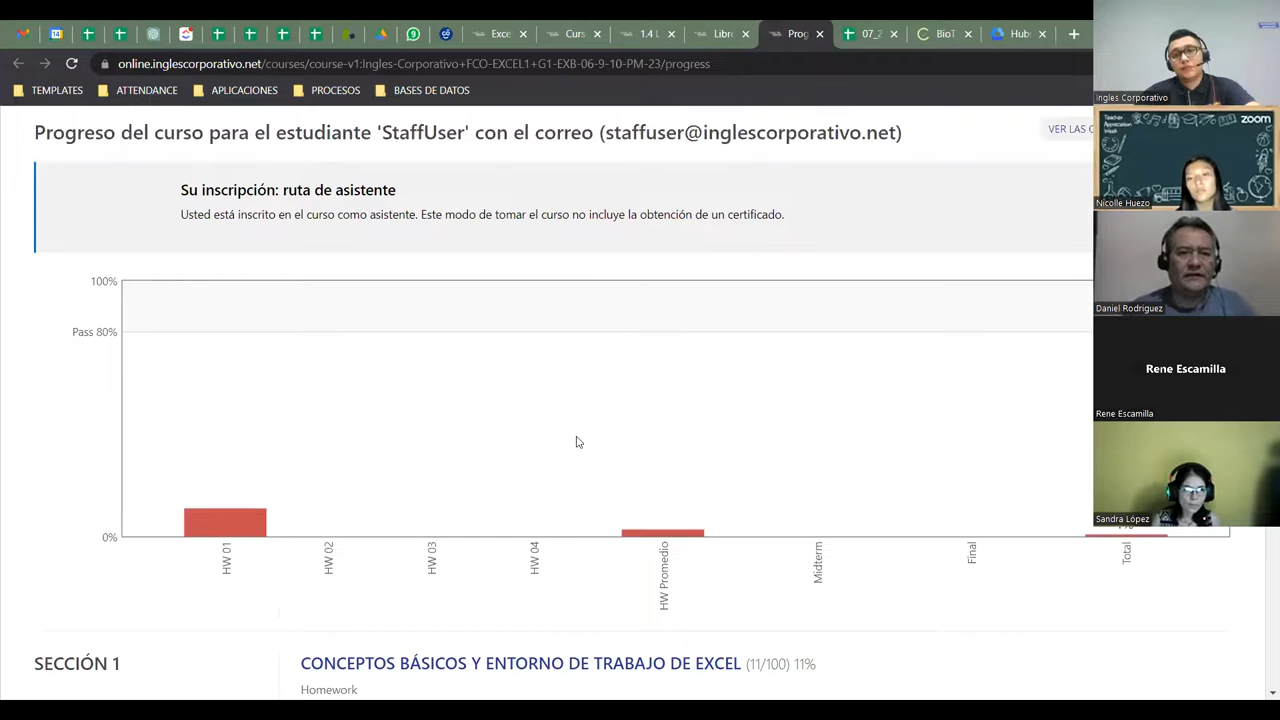 Exce
Curs
1.4 L
Libro
Prog
07_2
BioT
Hub
online.inglescorporativo.net/courses/course-v1:Ingles-Corporativo+FCO-EXCEL1+G1-EXB-06-9-10-PM-23/progress
TEMPLATES
ATTENDANCE
APLICACIONES
PROCESOS
BASES DE DATOS
Progreso del curso para el estudiante 'StaffUser' con el correo (staffuser@inglescorporativo.net)
VER LAS
Su inscripción: ruta de asistente
Usted está inscrito en el curso como asistente. Este modo de tomar el curso no incluye la obtención de un certificado.
100%
Pass 80%
0%
HW 01
HW 02
HW 03
HW 04
HW Promedio
Midterm
Final
Total
SECCIÓN 1
CONCEPTOS BÁSICOS Y ENTORNO DE TRABAJO DE EXCEL (11/100) 11%
Homework
Ingles Corporativo
Teacher
Appreciation
Week
zoom
Nicolle Huezo
Daniel Rodriguez
Rene Escamilla
Rene Escamilla
Sandra López